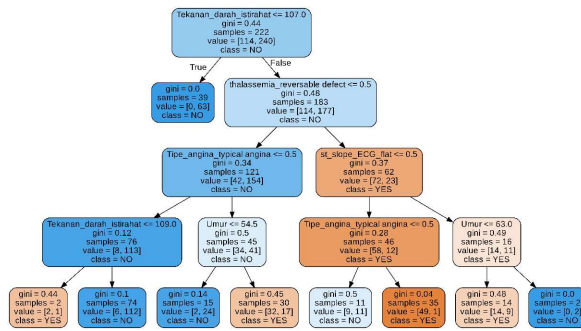 Tekanan_darah_istirahat <= 107.0
gini = 0.44
samples = 222
value = [114, 240]
class = NO
True
False
gini = 0.0
samples = 39
value = [0, 63]
class = NO
thalassemia_reversable defect <= 0.5
gini = 0.48
samples = 183
value = [114, 177]
class = NO
Tipe_angina_typical angina <= 0.5
gini = 0.34
samples = 121
value = [42, 154]
class = NO
st_slope_ECG_flat <= 0.5
gini = 0.37
samples = 62
value = [72, 23]
class = YES
Tekanan_darah_istirahat <= 109.0
gini = 0.12
samples = 76
value = [8, 113]
class = NO
Umur <= 54.5
gini = 0.5
samples = 45
value = [34, 41]
class = NO
Tipe_angina_typical angina <= 0.5
gini = 0.28
samples = 46
value = [58, 12]
class = YES
Umur <= 63.0
gini = 0.49
samples = 16
value = [14, 11]
class = YES
gini = 0.44
samples = 2
value = [2, 1]
class = YES
gini = 0.1
samples = 74
value = [6, 112]
class = NO
gini = 0.14
samples = 15
value = [2, 24]
class = NO
gini = 0.45
samples = 30
value = [32, 17]
class = YES
gini = 0.5
samples = 11
value = [9, 11]
class = NO
gini = 0.04
samples = 35
value = [49, 1]
class = YES
gini = 0.48
samples = 14
value = [14, 9]
class = YES
gini = 0.0
samples = 2
value = [0, 2]
class = NO